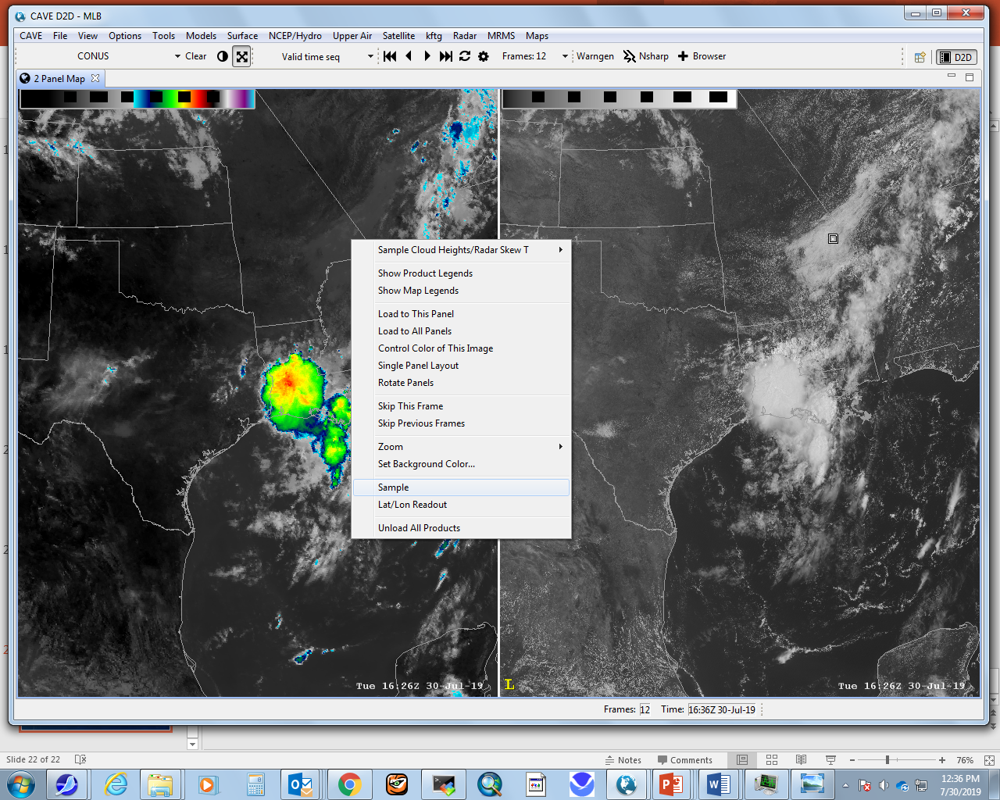 CAVE D2D - MLB
CAVE File View Options Tools Models Surface NCEP/Hydro Upper Air Satellite kftg Radar MRMS Maps
CONUS Clear Valid time seq Frames: 12 Warngen Nsharp Browser D2D
2 Panel Map
Sample Cloud Heights/Radar Skew T
Show Product Legends
Show Map Legends
Load to This Panel
Load to All Panels
Control Color of This Image
Single Panel Layout
Rotate Panels
Skip This Frame
Skip Previous Frames
Zoom
Set Background Color...
Sample
Lat/Lon Readout
Unload All Products
Tue 16:26Z 30-Jul-19
L
Tue 16:26Z 30-Jul-19
Frames: 12 Time: 16:36Z 30-Jul-19
Slide 22 of 22 Notes Comments 76%
12:36 PM
7/30/2019